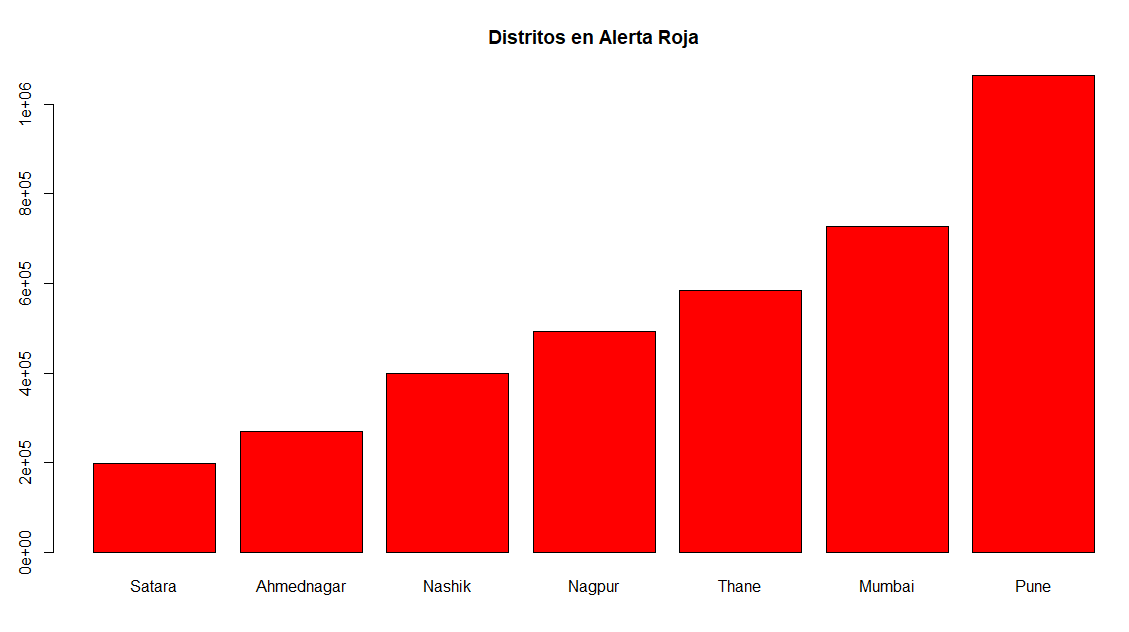 Distritos en Alerta Roja
1e+06
8e+05
6e+05
4e+05
2e+05
0e+00
Satara Ahmednagar Nashik Nagpur Thane Mumbai Pune